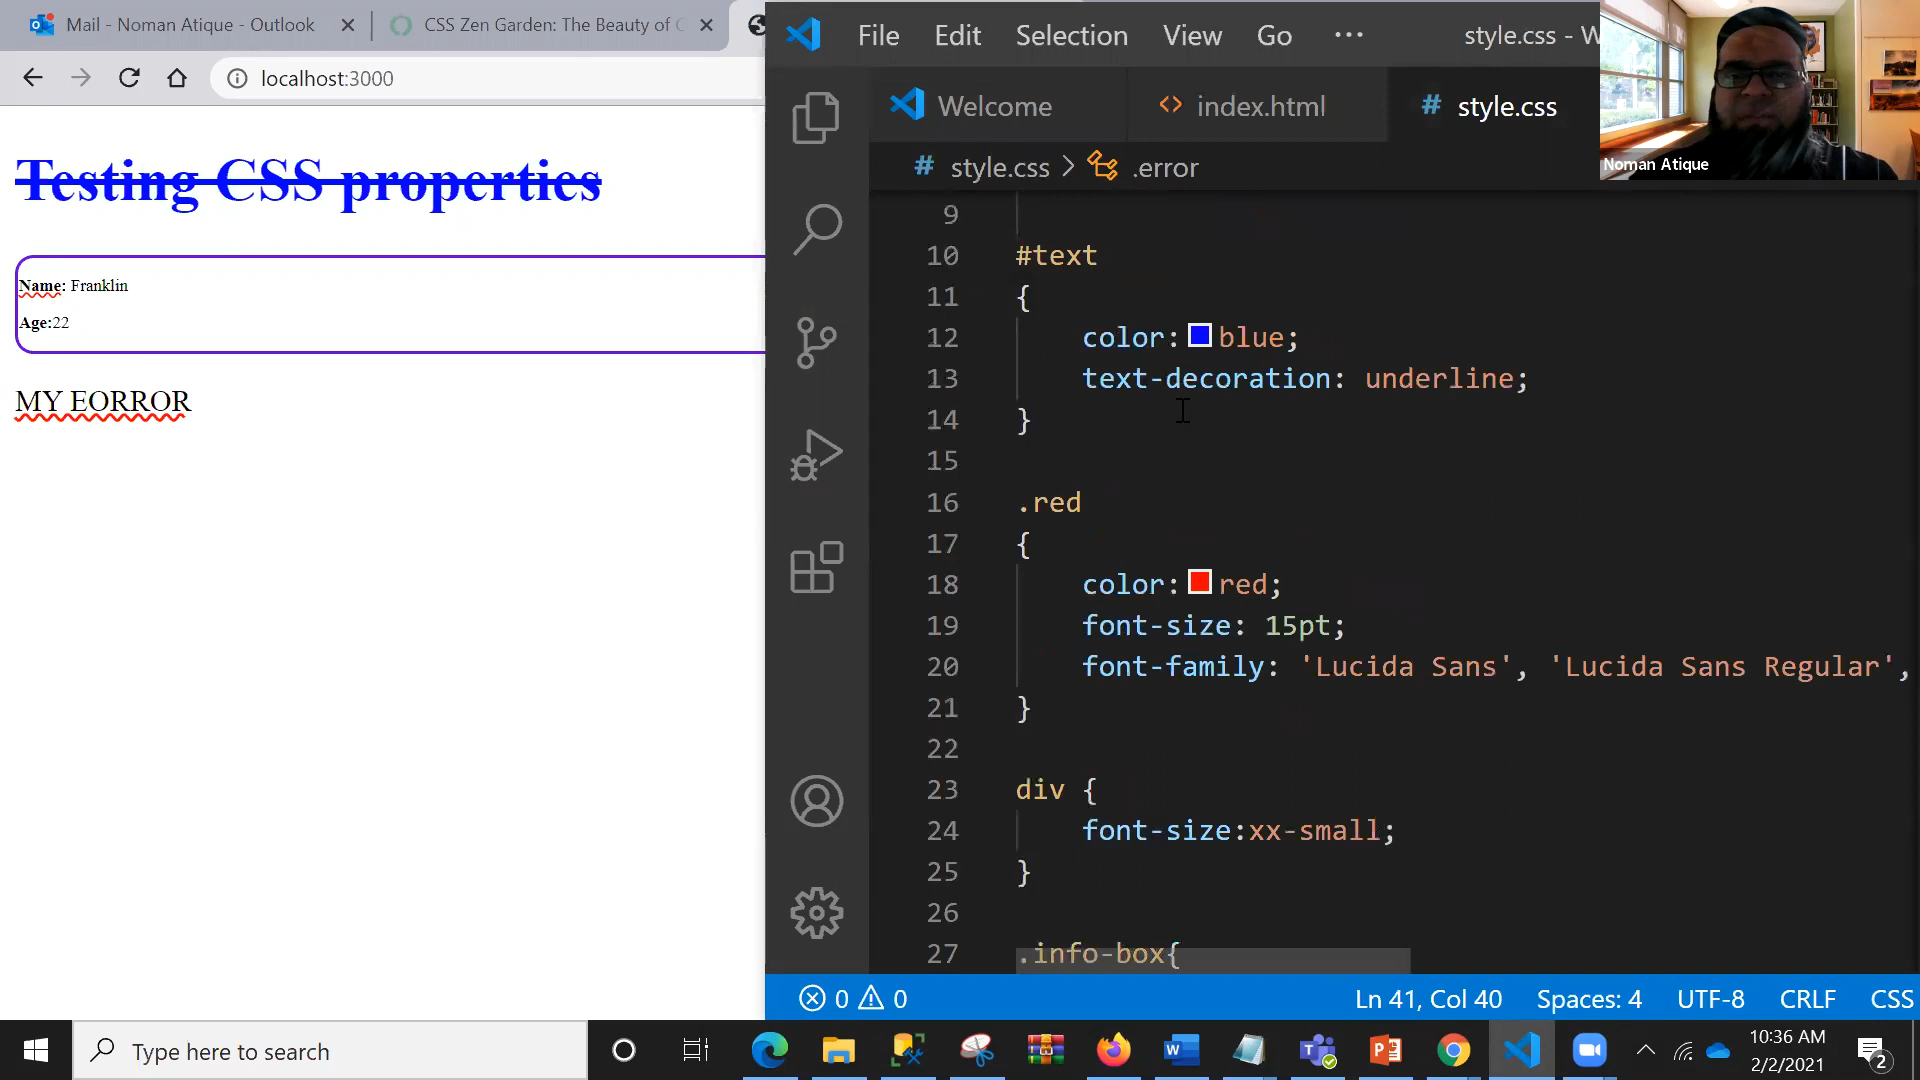 Mail - Noman Atique - Outlook
CSS Zen Garden: The Beauty of C
localhost:3000
Testing CSS properties
Name: Franklin
Age:22
MY EORROR
File Edit Selection View Go ···
style.css - W
Welcome
index.html
style.css
style.css > .error
9
10 #text
11 {
12 color: blue;
13 text-decoration: underline;
14 }
15
16 .red
17 {
18 color: red;
19 font-size: 15pt;
20 font-family: 'Lucida Sans', 'Lucida Sans Regular',
21 }
22
23 div {
24 font-size:xx-small;
25 }
26
27 .info-box{
0 0 Ln 41, Col 40 Spaces: 4 UTF-8 CRLF CSS
Noman Atique
Type here to search
10:36 AM
2/2/2021
2